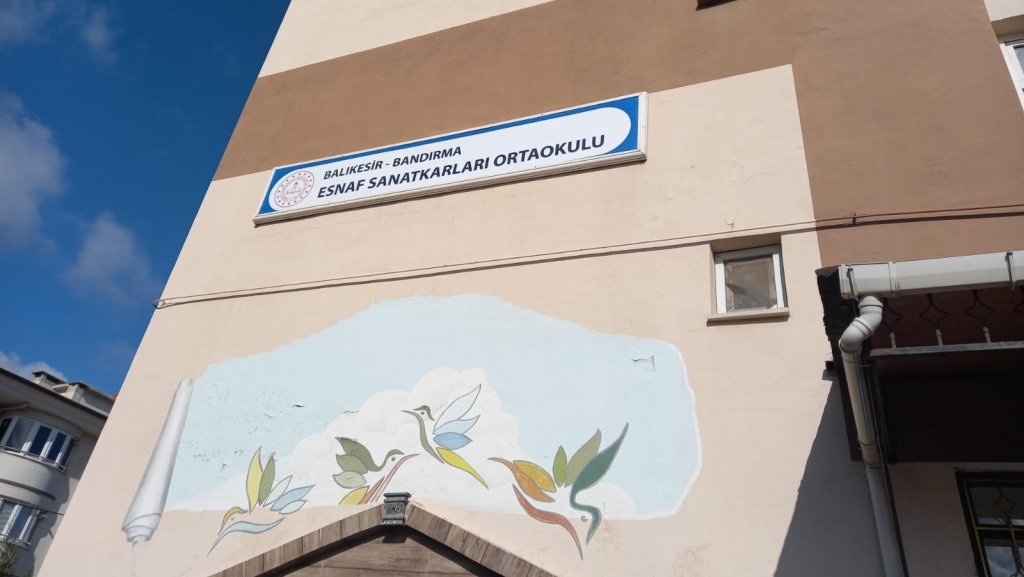 BALIKESİR - BANDIRMA
ESNAF SANATKARLARI ORTAOKULU